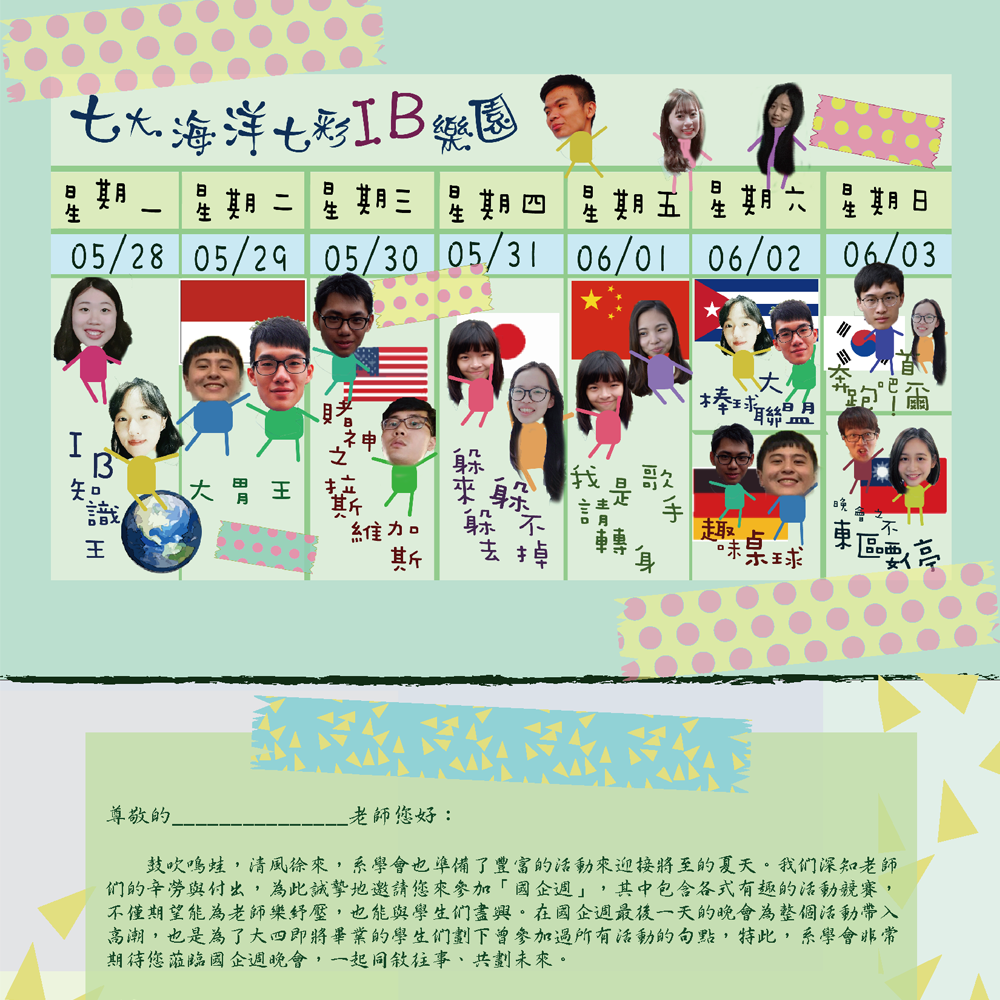 七大海洋七彩IB樂園
星期一 星期二 星期三 星期四 星期五 星期六 星期日
05/28 05/29 05/30 05/31 06/01 06/02 06/03
IB知識王
大胃王
賭神之拉斯維加斯
躲來躲去躲不掉
我是歌手請轉身
棒球大聯盟
趣味桌球
奔跑吧!首爾
晚會之不東區藪亭
尊敬的_______________老師您好：
鼓吹鳴蛙，清風徐來，系學會也準備了豐富的活動來迎接將至的夏天。我們深知老師
們的辛勞與付出，為此誠摯地邀請您來參加「國企週」，其中包含各式有趣的活動競賽，
不僅期望能為老師樂紓壓，也能與學生們盡興。在國企週最後一天的晚會為整個活動帶入
高潮，也是為了大四即將畢業的學生們劃下曾參加過所有活動的句點，特此，系學會非常
期待您蒞臨國企週晚會，一起同敘往事、共劃未來。